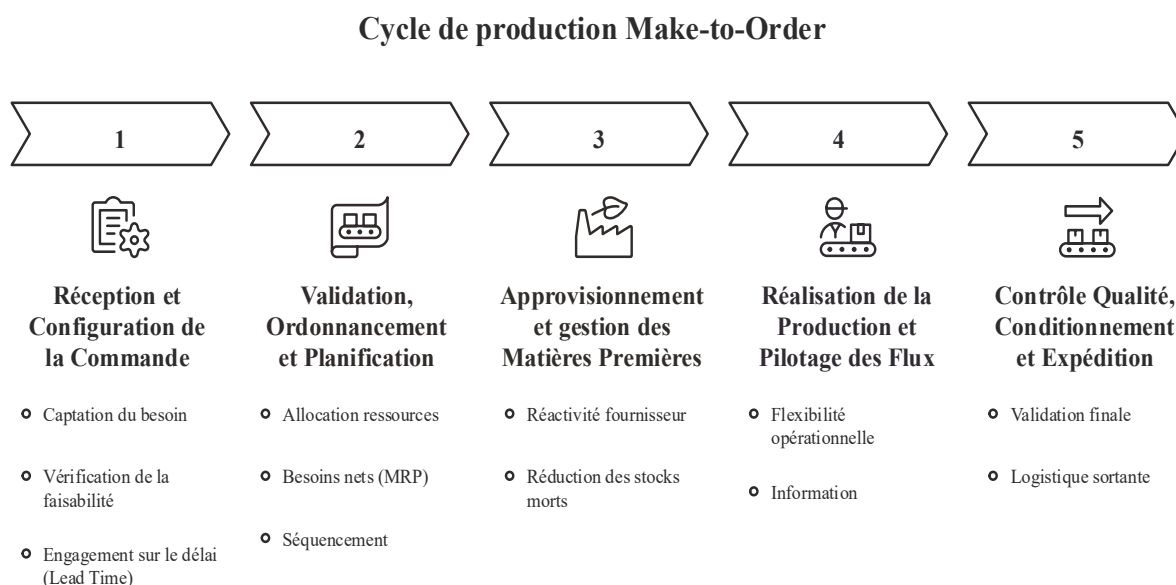 Cycle de production Make-to-Order
1
2
3
4
5
Réception et
Configuration de
la Commande
Captation du besoin
Vérification de la
faisabilité
Engagement sur le délai
(Lead Time)
Validation,
Ordonnancement
et Planification
Allocation ressources
Besoins nets (MRP)
Séquencement
Approvisionnement
et gestion des
Matières Premières
Réactivité fournisseur
Réduction des stocks
morts
Réalisation de la
Production et
Pilotage des Flux
Flexibilité
opérationnelle
Information
Contrôle Qualité,
Conditionnement
et Expédition
Validation finale
Logistique sortante